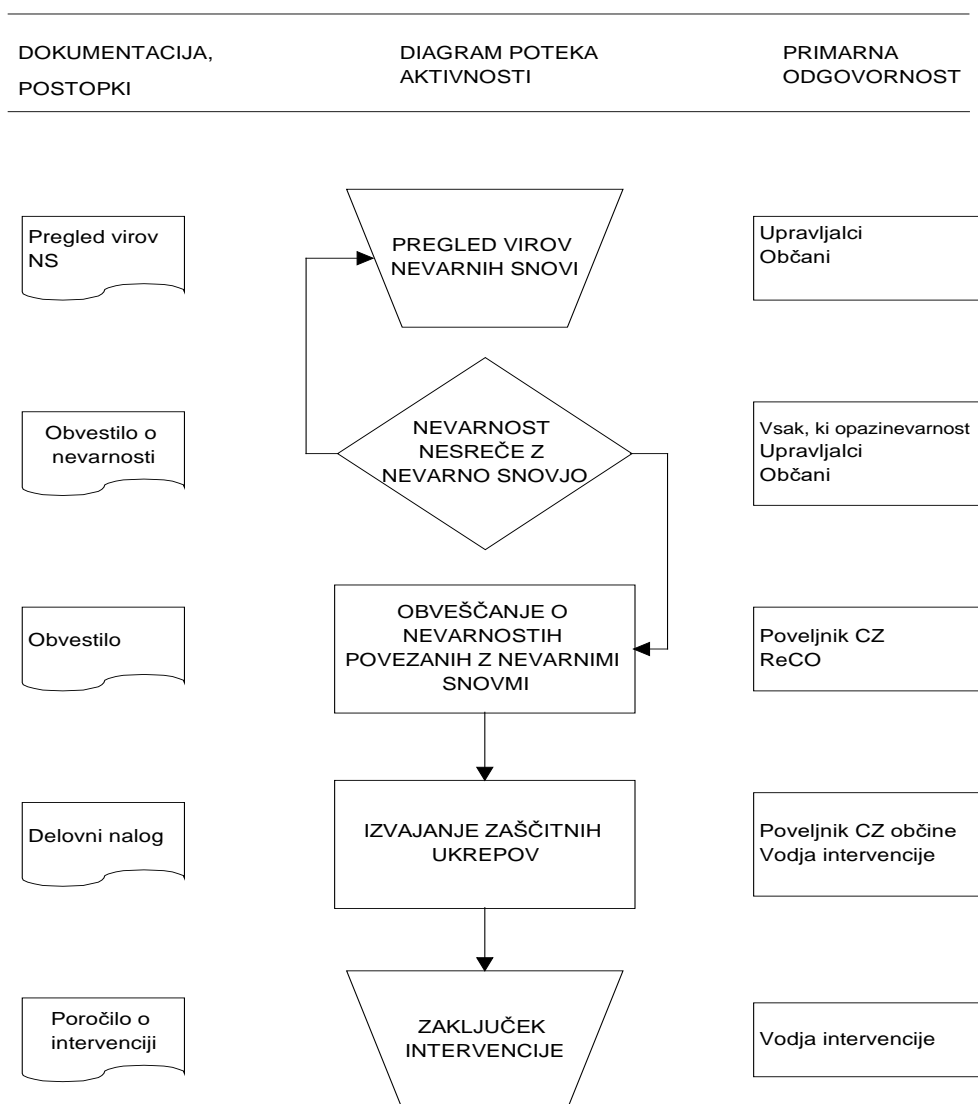 DOKUMENTACIJA,
POSTOPKI
DIAGRAM POTEKA
AKTIVNOSTI
PRIMARNA
ODGOVORNOST
Pregled virov
NS
PREGLED VIROV
NEVARNIH SNOVI
Upravljalci
Občani
Obvestilo o
nevarnosti
NEVARNOST
NESREČE Z
NEVARNO SNOVJO
Vsak, ki opazinevarnost
Upravljalci
Občani
Obvestilo
OBVEŠČANJE O
NEVARNOSTIH
POVEZANIH Z NEVARNIMI
SNOVMI
Poveljnik CZ
ReCO
Delovni nalog
IZVAJANJE ZAŠČITNIH
UKREPOV
Poveljnik CZ občine
Vodja intervencije
Poročilo o
intervenciji
ZAKLJUČEK
INTERVENCIJE
Vodja intervencije